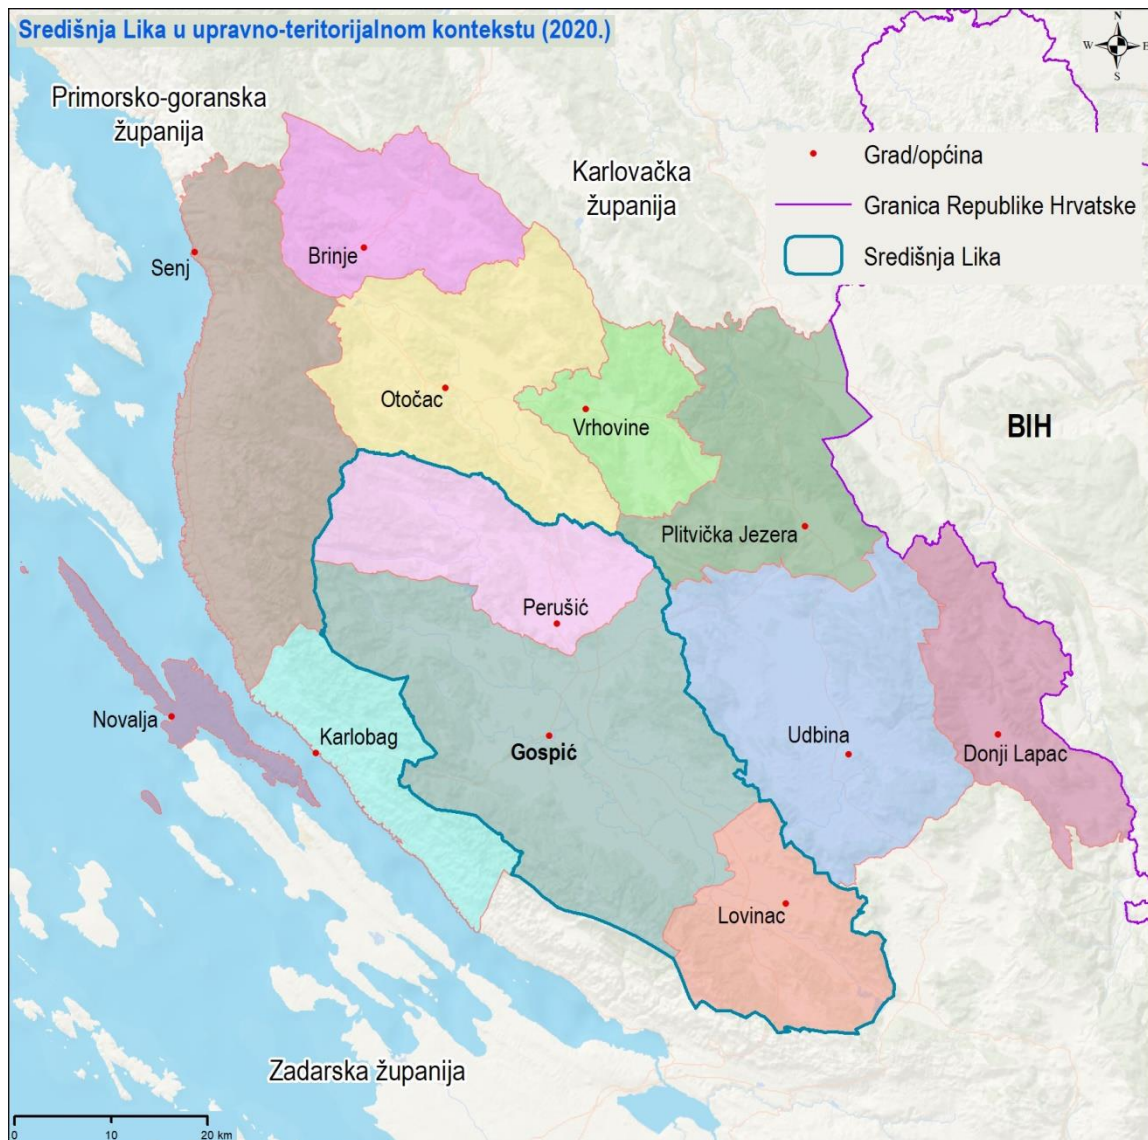 Središnja Lika u upravno-teritorijalnom kontekstu (2020.)
N
W
E
S
Primorsko-goranska
županija
Karlovačka
županija
Grad/općina
Granica Republike Hrvatske
Središnja Lika
Senj
Brinje
Otočac
Vrhovine
BIH
Plitvička Jezera
Perušić
Novalja
Karlobag
Gospić
Udbina
Donji Lapac
Lovinac
Zadarska županija
0 10 20 km